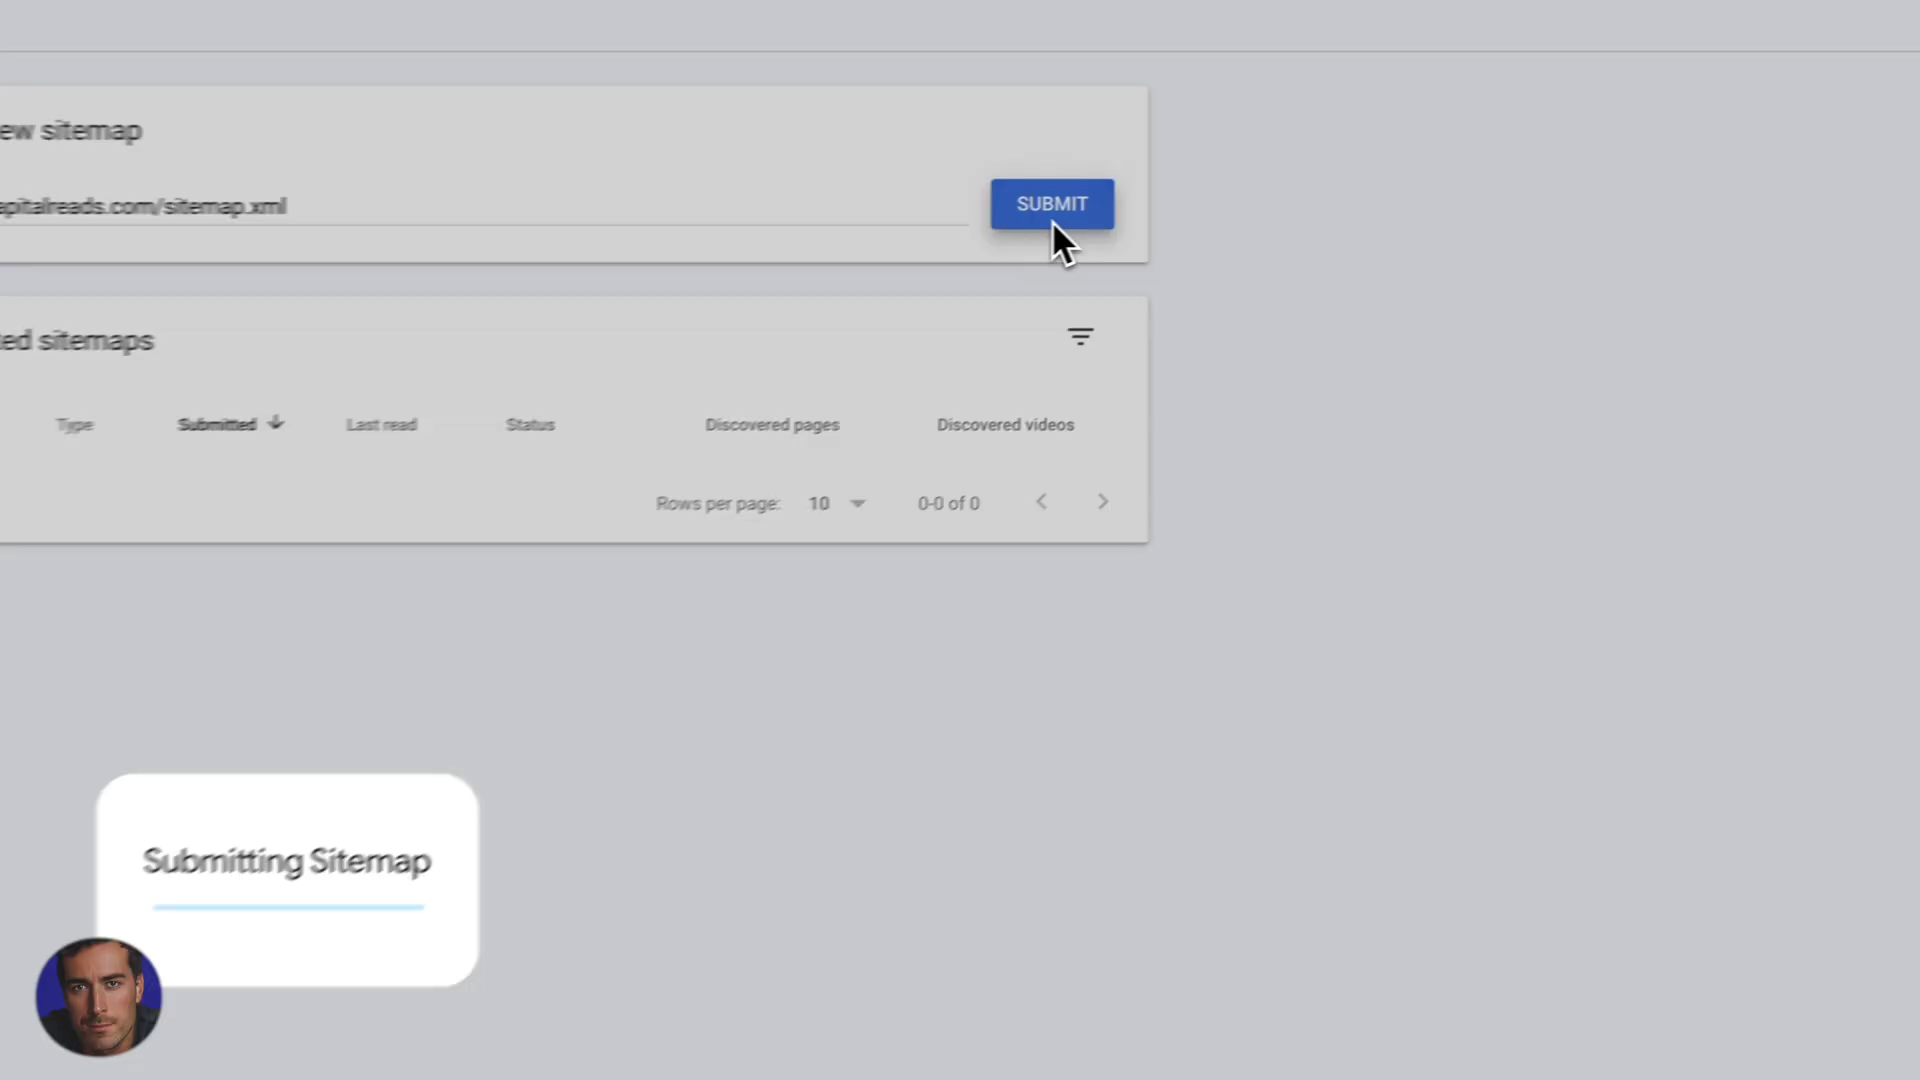 ew sitemap
apitalreads.com/sitemap.xml
SUBMIT
ted sitemaps
Type Submitted Last read Status Discovered pages Discovered videos
Rows per page: 10 0-0 of 0
Submitting Sitemap